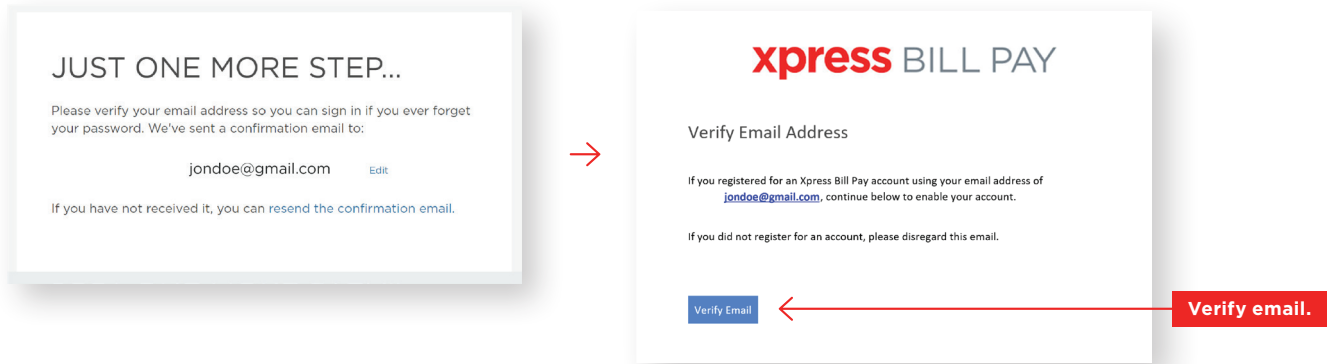 JUST ONE MORE STEP...
Please verify your email address so you can sign in if you ever forget
your password. We've sent a confirmation email to:
jondoe@gmail.com Edit
If you have not received it, you can resend the confirmation email.
xpress BILL PAY
Verify Email Address
If you registered for an Xpress Bill Pay account using your email address of
jondoe@gmail.com, continue below to enable your account.
If you did not register for an account, please disregard this email.
Verify Email
Verify email.